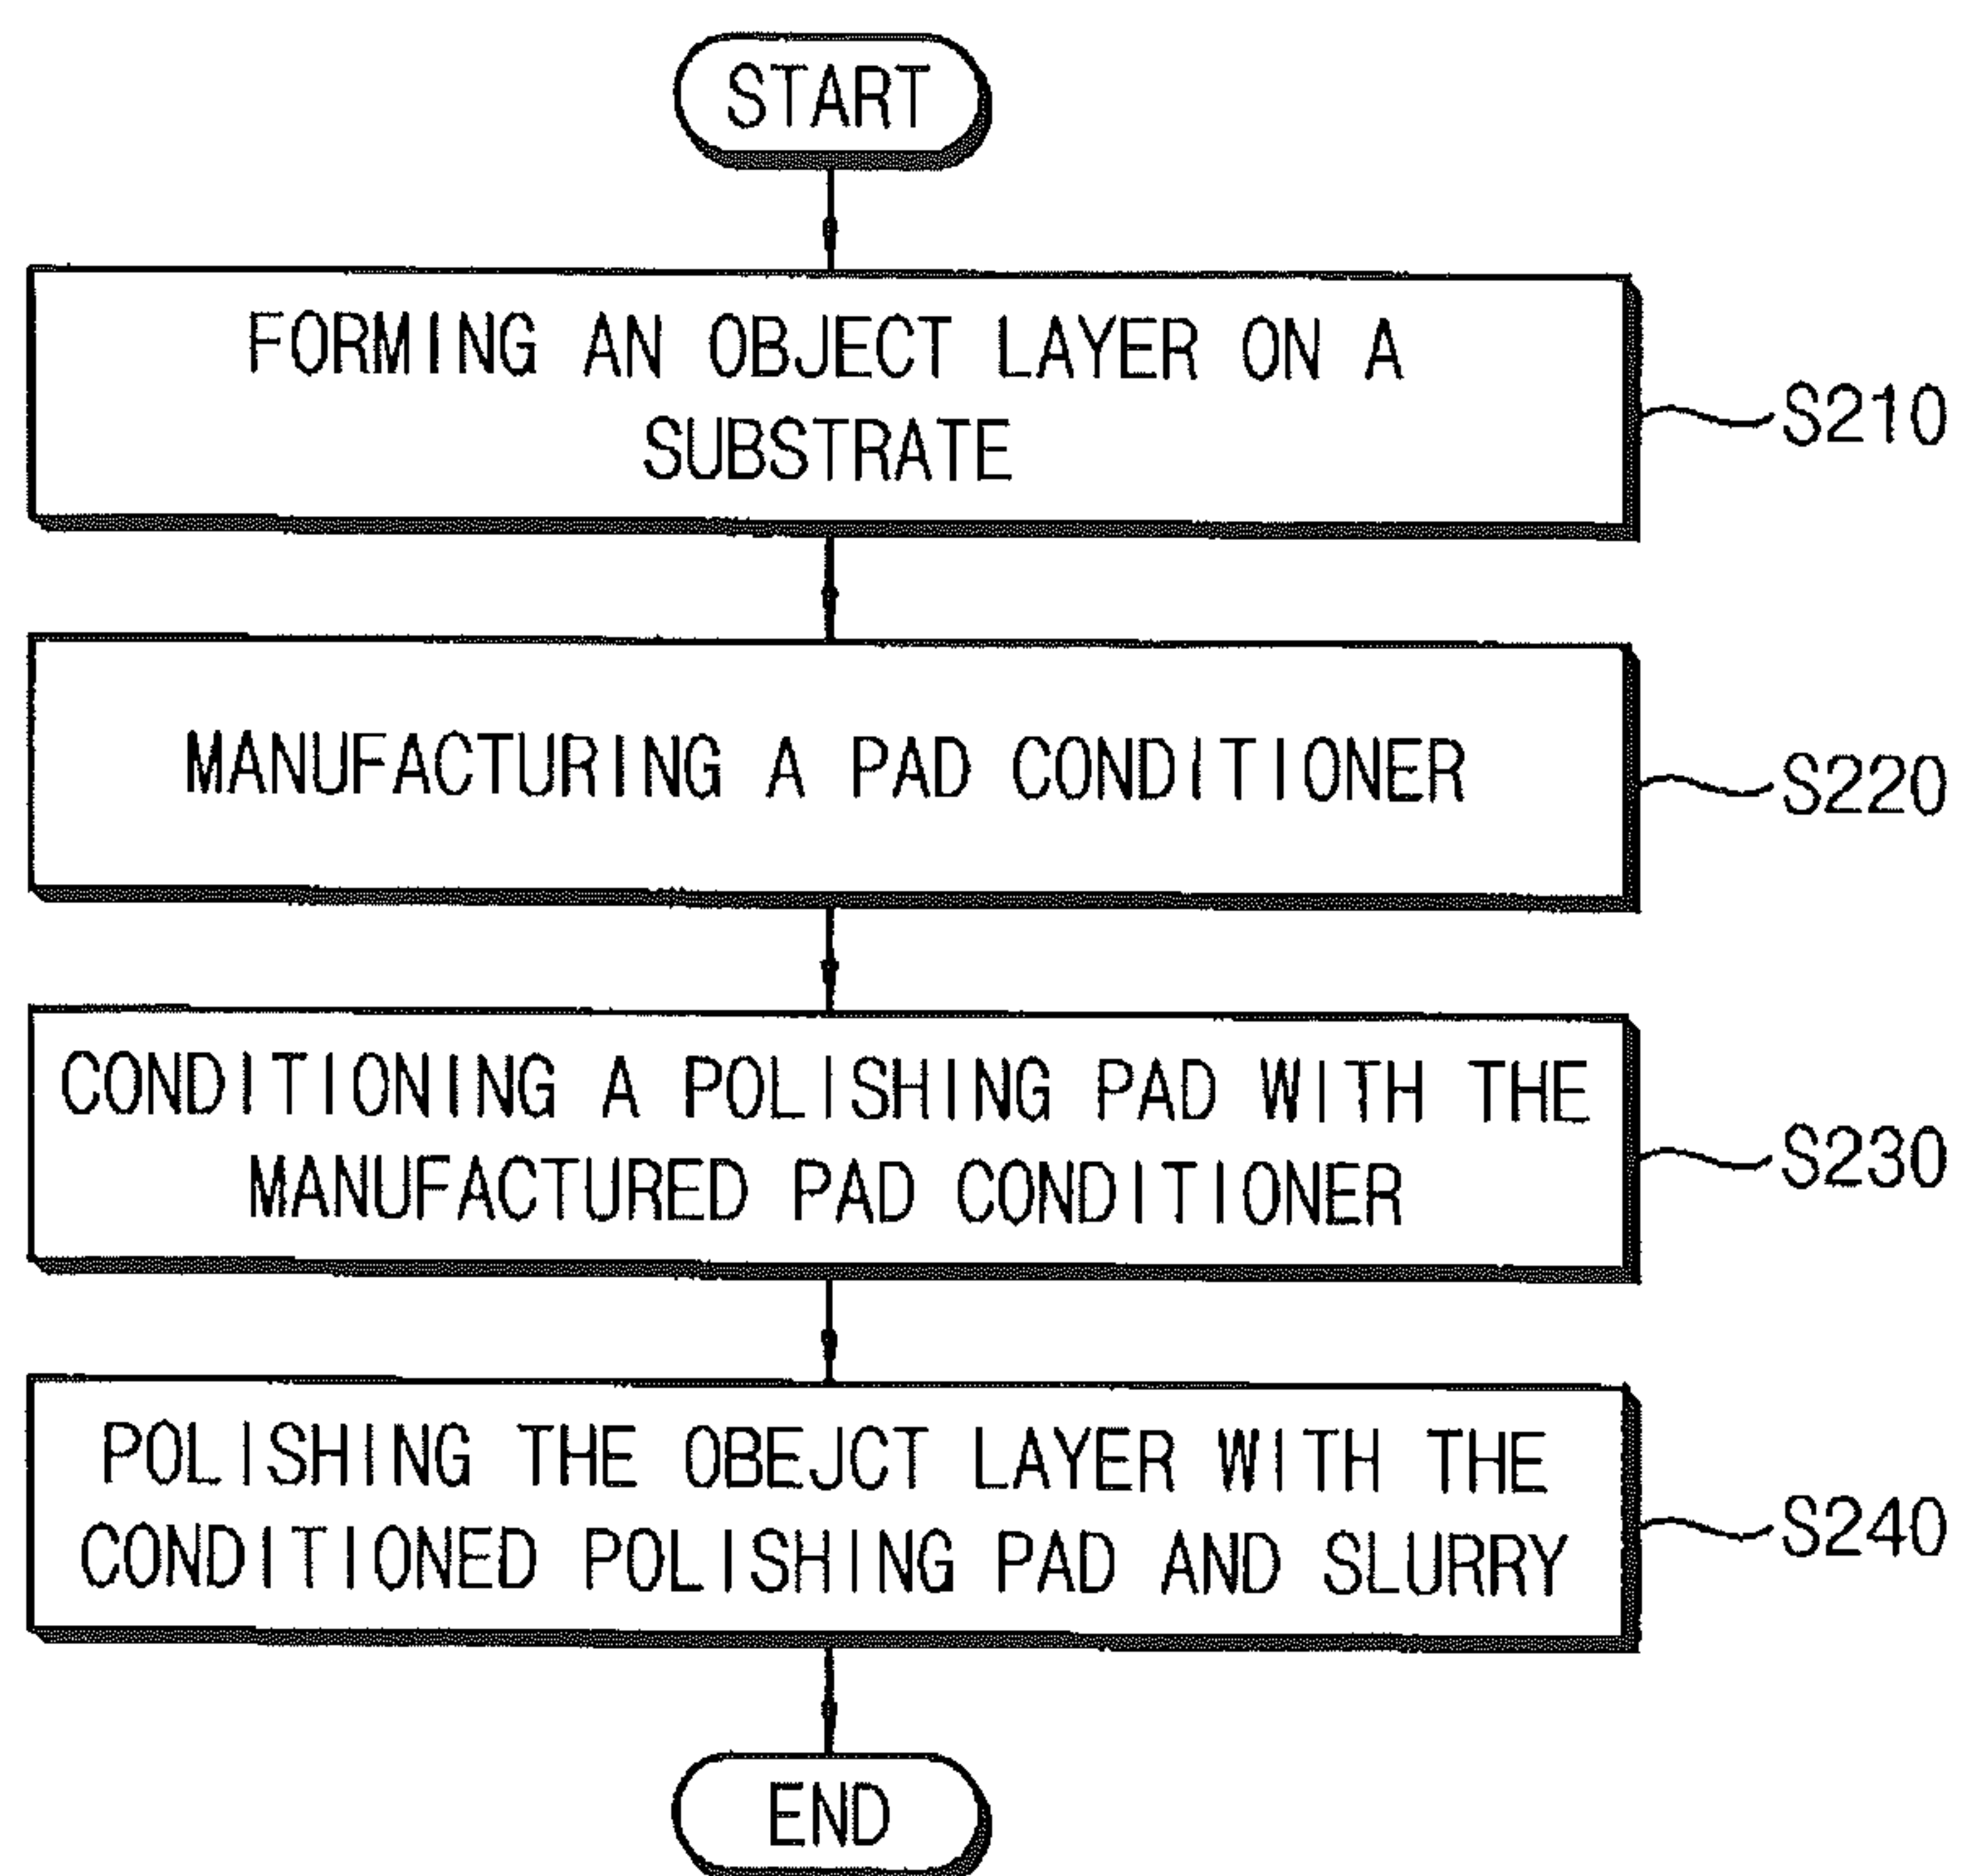 START
FORMING AN OBJECT LAYER ON A
SUBSTRATE
S210
MANUFACTURING A PAD CONDITIONER
S220
CONDITIONING A POLISHING PAD WITH THE
MANUFACTURED PAD CONDITIONER
S230
POLISHING THE OBEJCT LAYER WITH THE
CONDITIONED POLISHING PAD AND SLURRY
S240
END